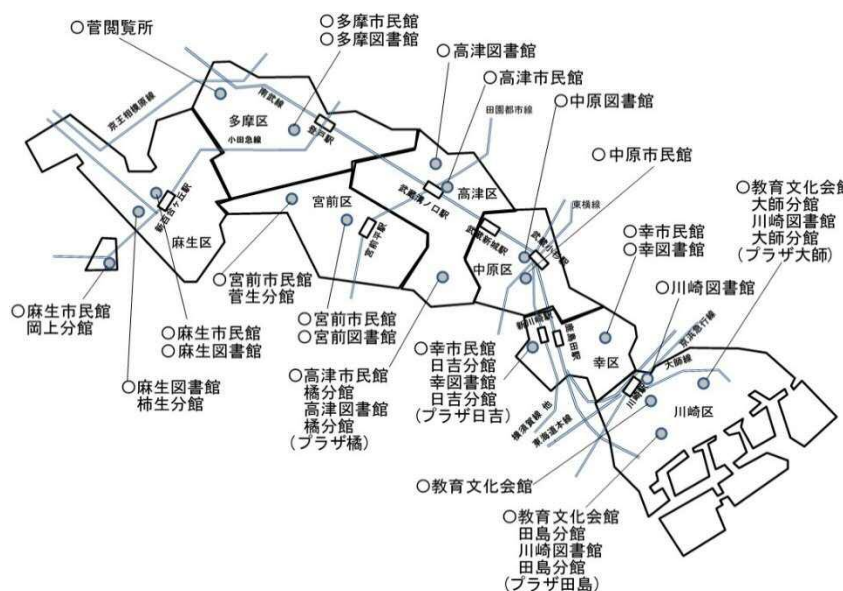 ○菅閲覧所
○多摩市民館
○多摩図書館
○高津図書館
○高津市民館
○中原図書館
○中原市民館
○教育文化会館
大師分館
川崎図書館
大師分館
(プラザ大師)
○幸市民館
○幸図書館
○川崎図書館
京王相模原線
南武線
多摩区
小田急線
登戸駅
田園都市線
高津区
武蔵溝ノ口駅
宮前区
宮前平駅
新百合ヶ丘駅
麻生区
武蔵新城駅
武蔵小杉駅
東横線
中原区
新川崎駅
鹿島田駅
幸区
京浜急行線
大師線
川崎駅
川崎区
横須賀線 他
東海道本線
○麻生市民館
岡上分館
○麻生市民館
○麻生図書館
○麻生図書館
柿生分館
○宮前市民館
菅生分館
○宮前市民館
○宮前図書館
○高津市民館
橘分館
高津図書館
橘分館
(プラザ橘)
○幸市民館
日吉分館
幸図書館
日吉分館
(プラザ日吉)
○教育文化会館
○教育文化会館
田島分館
川崎図書館
田島分館
(プラザ田島)